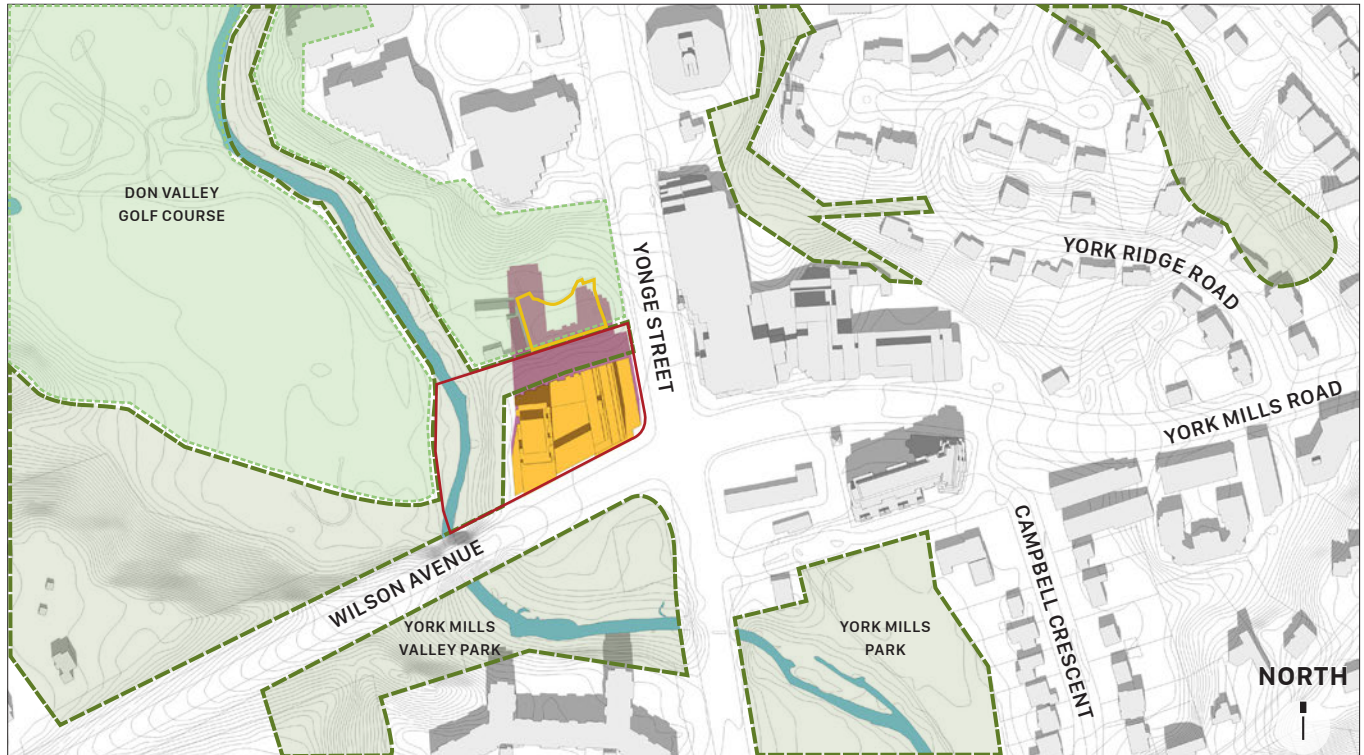 DON VALLEY
GOLF COURSE
YONGE STREET
YORK RIDGE ROAD
YORK MILLS ROAD
WILSON AVENUE
CAMPBELL CRESCENT
YORK MILLS
VALLEY PARK
YORK MILLS
PARK
NORTH